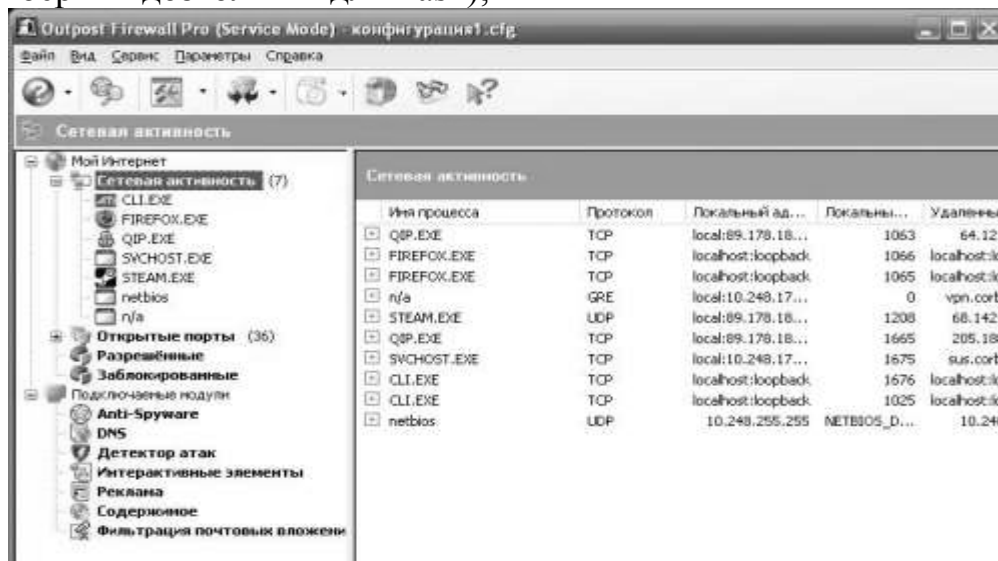 Outpost Firewall Pro (Service Mode) - конфигурация1.cfg
Файл Вид Сервис Параметры Справка
Сетевая активность
Мой Интернет
Сетевая активность (7)
CLI.EXE
FIREFOX.EXE
QIP.EXE
SVCHOST.EXE
STEAM.EXE
netbios
n/a
Открытые порты (36)
Разрешённые
Заблокированные
Подключаемые модули
Anti-Spyware
DNS
Детектор атак
Интерактивные элементы
Реклама
Содержимое
Фильтрация почтовых вложени
Сетевая активность
Имя процесса Протокол Локальный ад... Локальны... Удаленны
QIP.EXE TCP local:89.178.18... 1063 64.12
FIREFOX.EXE TCP localhost:loopback 1066 localhost:lo
FIREFOX.EXE TCP localhost:loopback 1065 localhost:lo
n/a GRE local:10.248.17... 0 vpn.corb
STEAM.EXE UDP local:89.178.18... 1208 68.142
QIP.EXE TCP local:89.178.18... 1665 205.188
SVCHOST.EXE TCP local:10.248.17... 1675 sus.corb
CLI.EXE TCP localhost:loopback 1676 localhost:lo
CLI.EXE TCP localhost:loopback 1025 localhost:lo
netbios UDP 10.248.255.255 NETBIOS_D... 10.248